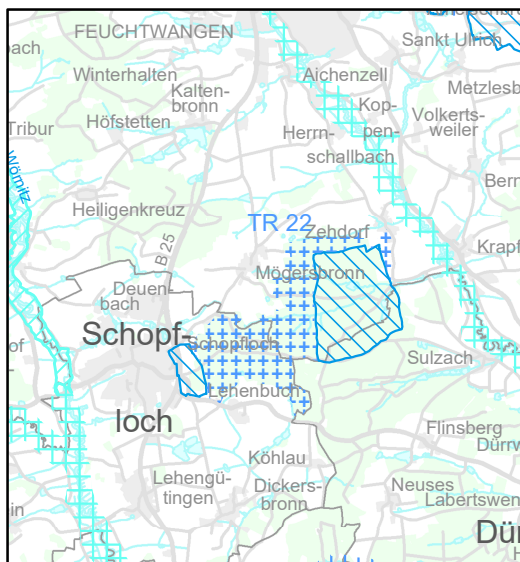 FEUCHTWANGEN
Sankt Ulrich
bach
Winterhalten
Aichenzell
Kalten-
bronn
Metzlesb
Kop-
pen-
Volkerts-
weiler
Höfstetten
Tribur
Herrn-
schallbach
Wörnitz
Bern
Heiligenkreuz
TR 22
Zehdorf
B 25
Krapf
Mögersbronn
Deuen-
bach
Schopf-
Schopfloch
of
Sulzach
Lehenbuch
loch
Flinsberg
Dürrw
Köhlau
Lehengü-
tingen
Dickers-
bronn
Neuses
Labertswen
in
Dür